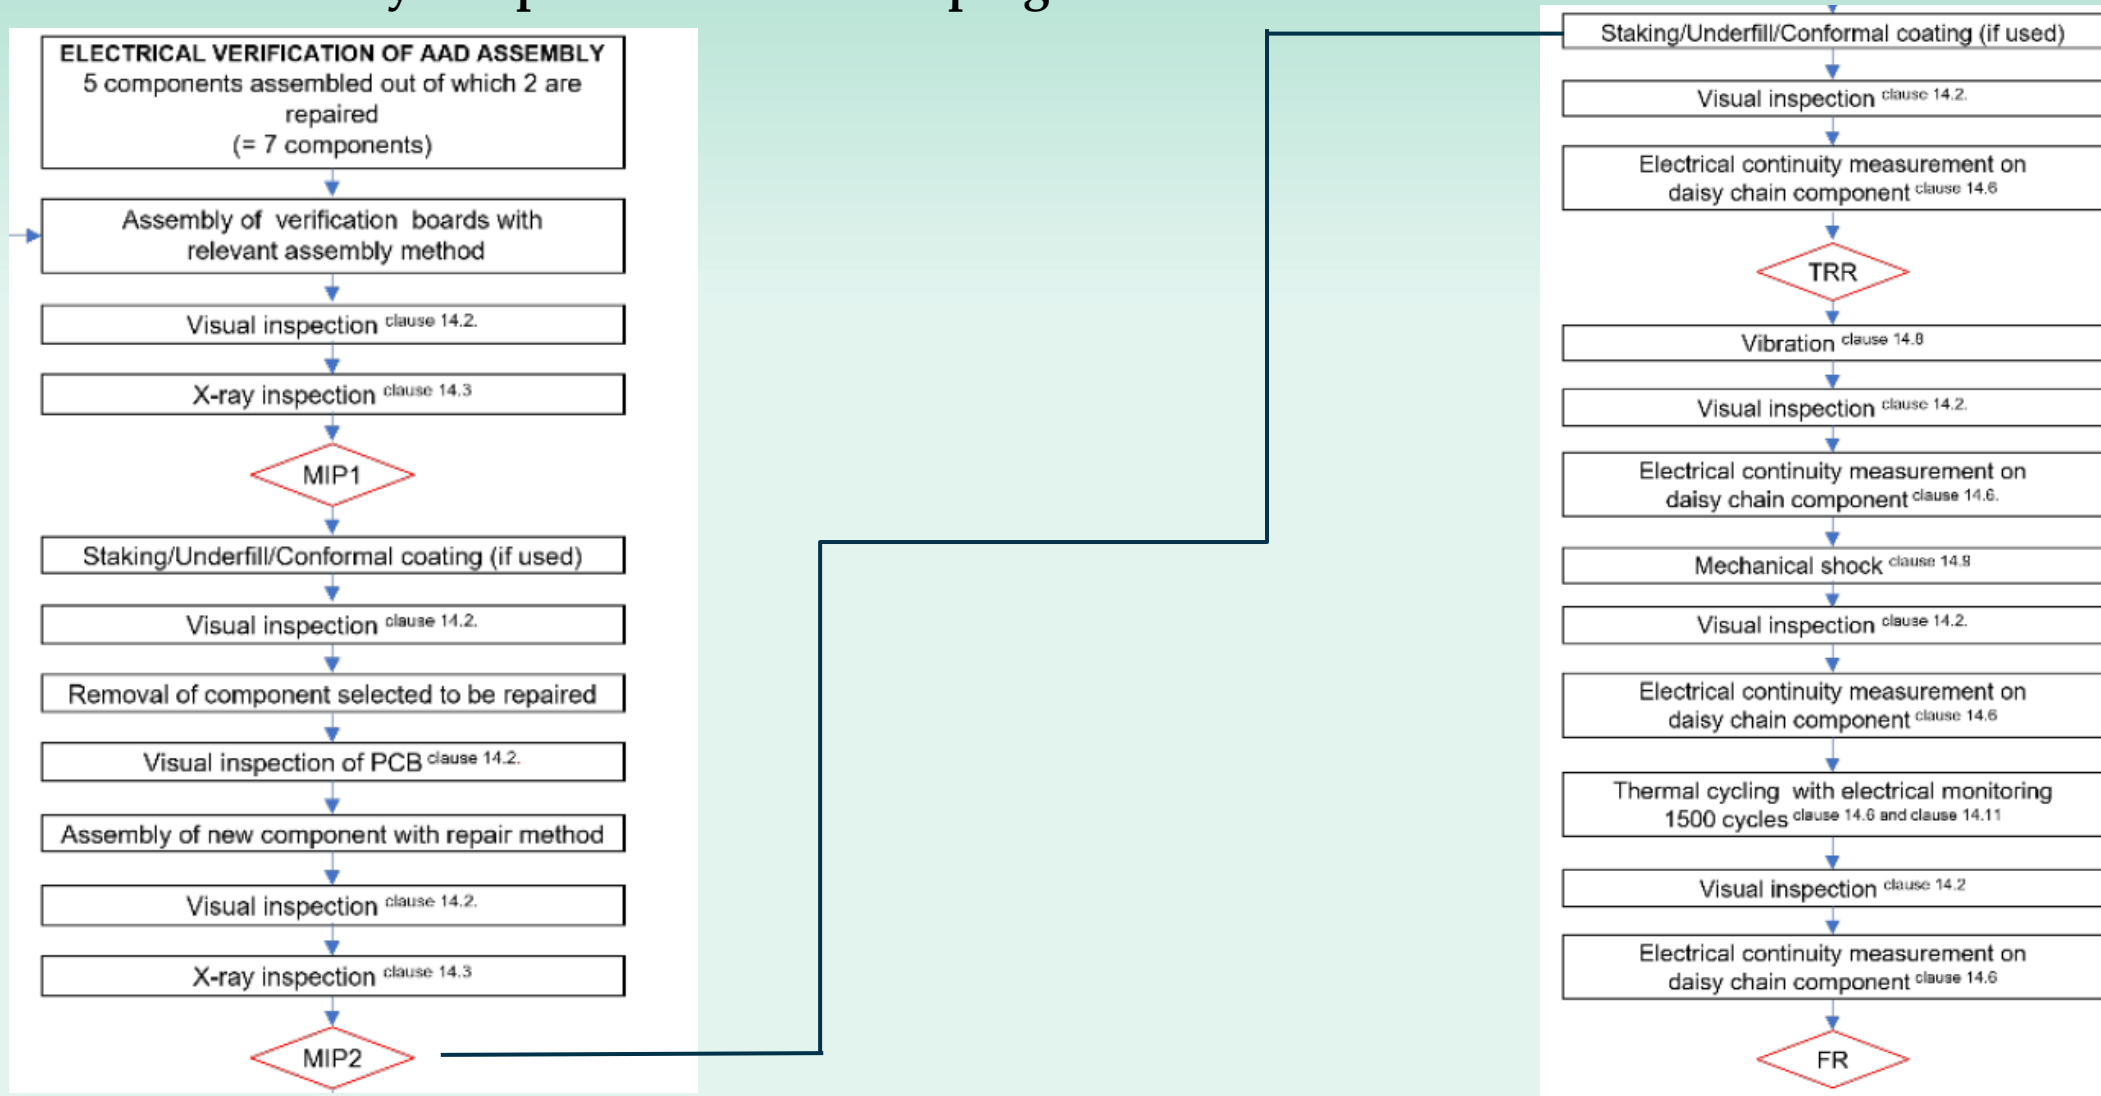 ELECTRICAL VERIFICATION OF AAD ASSEMBLY
5 components assembled out of which 2 are
repaired
(= 7 components)
Assembly of verification boards with
relevant assembly method
Visual inspection clause 14.2.
X-ray inspection clause 14.3
MIP1
Staking/Underfill/Conformal coating (if used)
Visual inspection clause 14.2.
Removal of component selected to be repaired
Visual inspection of PCB clause 14.2.
Assembly of new component with repair method
Visual inspection clause 14.2.
X-ray inspection clause 14.3
MIP2
Staking/Underfill/Conformal coating (if used)
Visual inspection clause 14.2.
Electrical continuity measurement on
daisy chain component clause 14.6
TRR
Vibration clause 14.8
Visual inspection clause 14.2.
Electrical continuity measurement on
daisy chain component clause 14.6.
Mechanical shock clause 14.9
Visual inspection clause 14.2.
Electrical continuity measurement on
daisy chain component clause 14.6
Thermal cycling with electrical monitoring
1500 cycles clause 14.6 and clause 14.11
Visual inspection clause 14.2
Electrical continuity measurement on
daisy chain component clause 14.6
FR